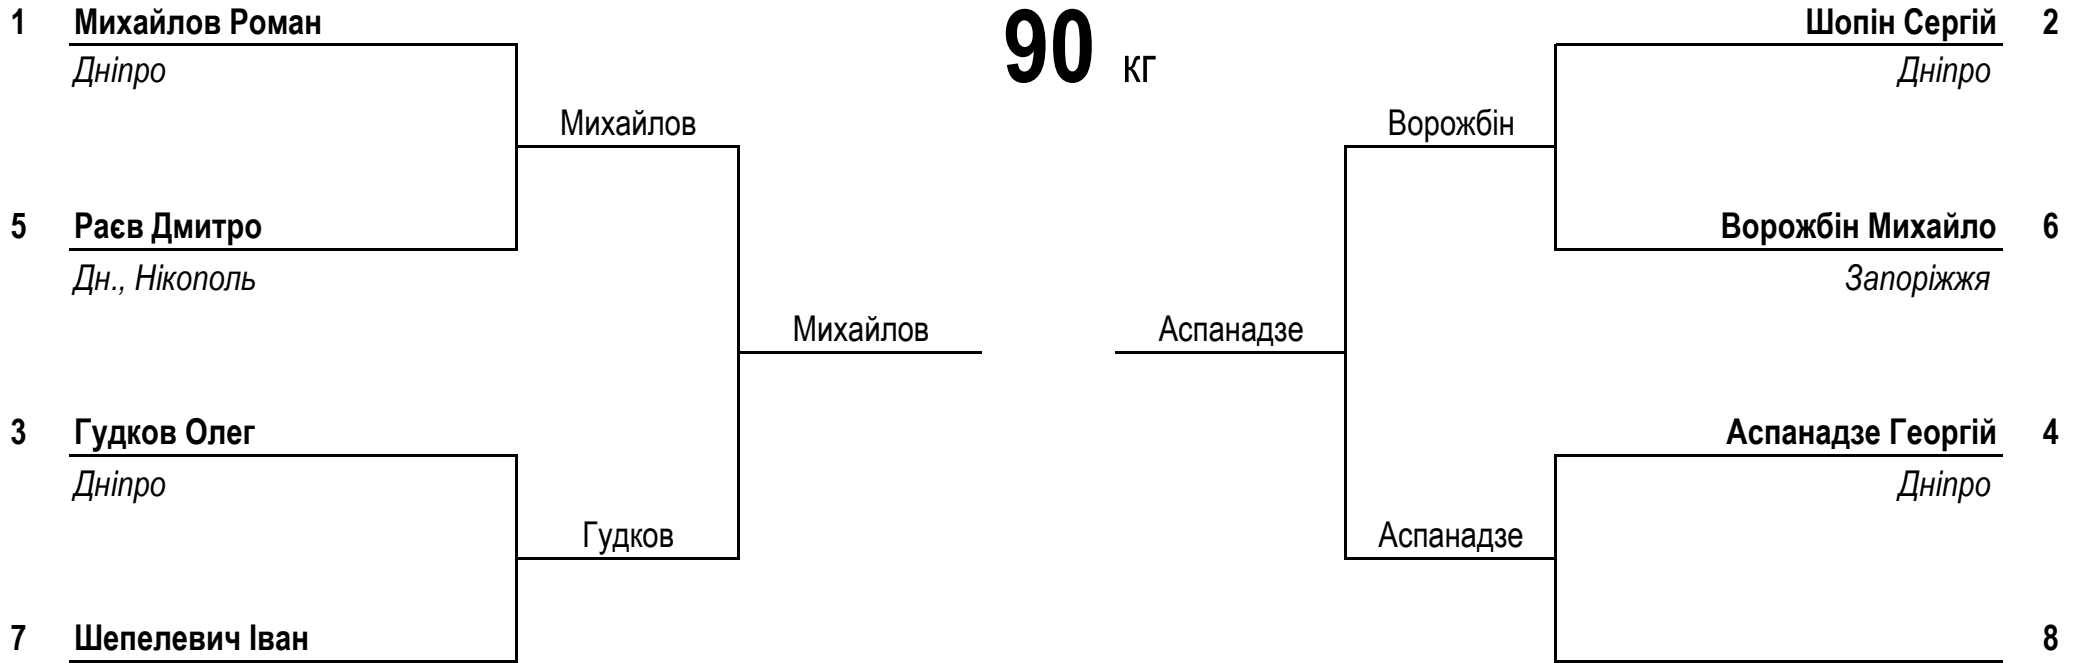 1 Михайлов Роман
Дніпро
Михайлов
5 Раєв Дмитро
Дн., Нікополь
Михайлов
3 Гудков Олег
Дніпро
Гудков
7 Шепелевич Іван
90 кг
Шопін Сергій 2
Дніпро
Ворожбін
Ворожбін Михайло 6
Запоріжжя
Аспанадзе
Аспанадзе Георгій 4
Дніпро
Аспанадзе
8